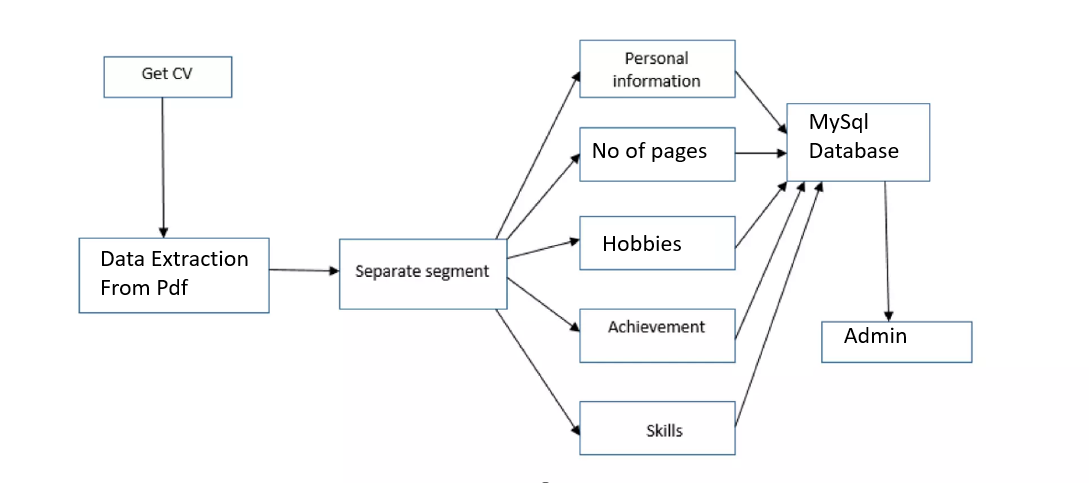 Get CV
Data Extraction
From Pdf
Separate segment
Personal
information
No of pages
Hobbies
Achievement
Skills
MySql
Database
Admin